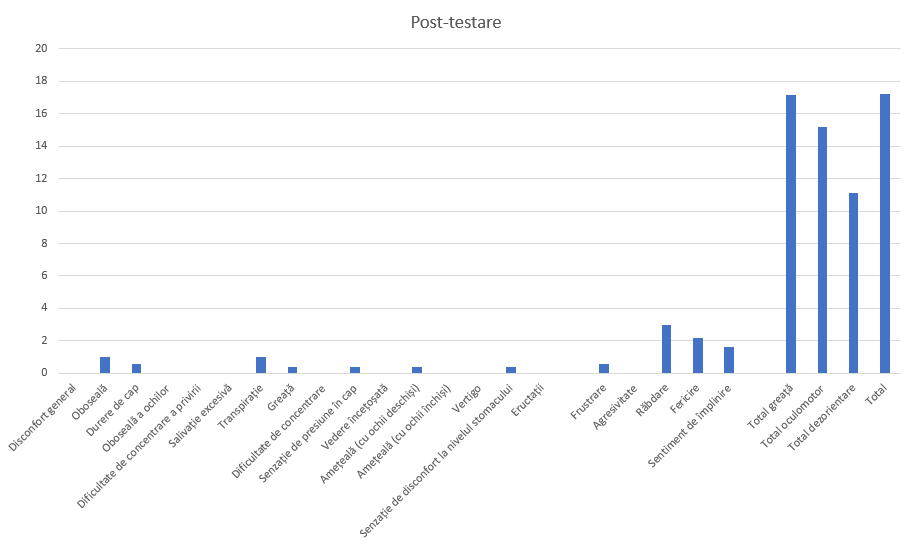 Post-testare
20
18
16
14
12
10
8
6
4
2
0
Disconfort general
Oboseală
Durere de cap
Oboseală a ochilor
Dificultate de concentrare a privirii
Salivație excesivă
Transpirație
Greață
Dificultate de concentrare
Senzație de presiune în cap
Vedere încețoșată
Amețeală (cu ochii deschiși)
Amețeală (cu ochii închiși)
Vertigo
Senzație de disconfort la nivelul stomacului
Eructații
Frustrare
Agresivitate
Răbdare
Fericire
Sentiment de împlinire
Total greață
Total oculomotor
Total dezorientare
Total